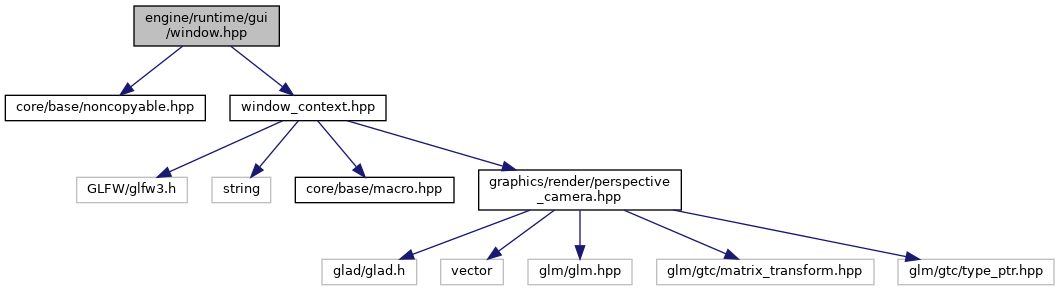 engine/runtime/gui
/window.hpp
core/base/noncopyable.hpp
window_context.hpp
GLFW/glfw3.h
string
core/base/macro.hpp
graphics/render/perspective
_camera.hpp
glad/glad.h
vector
glm/glm.hpp
glm/gtc/matrix_transform.hpp
glm/gtc/type_ptr.hpp